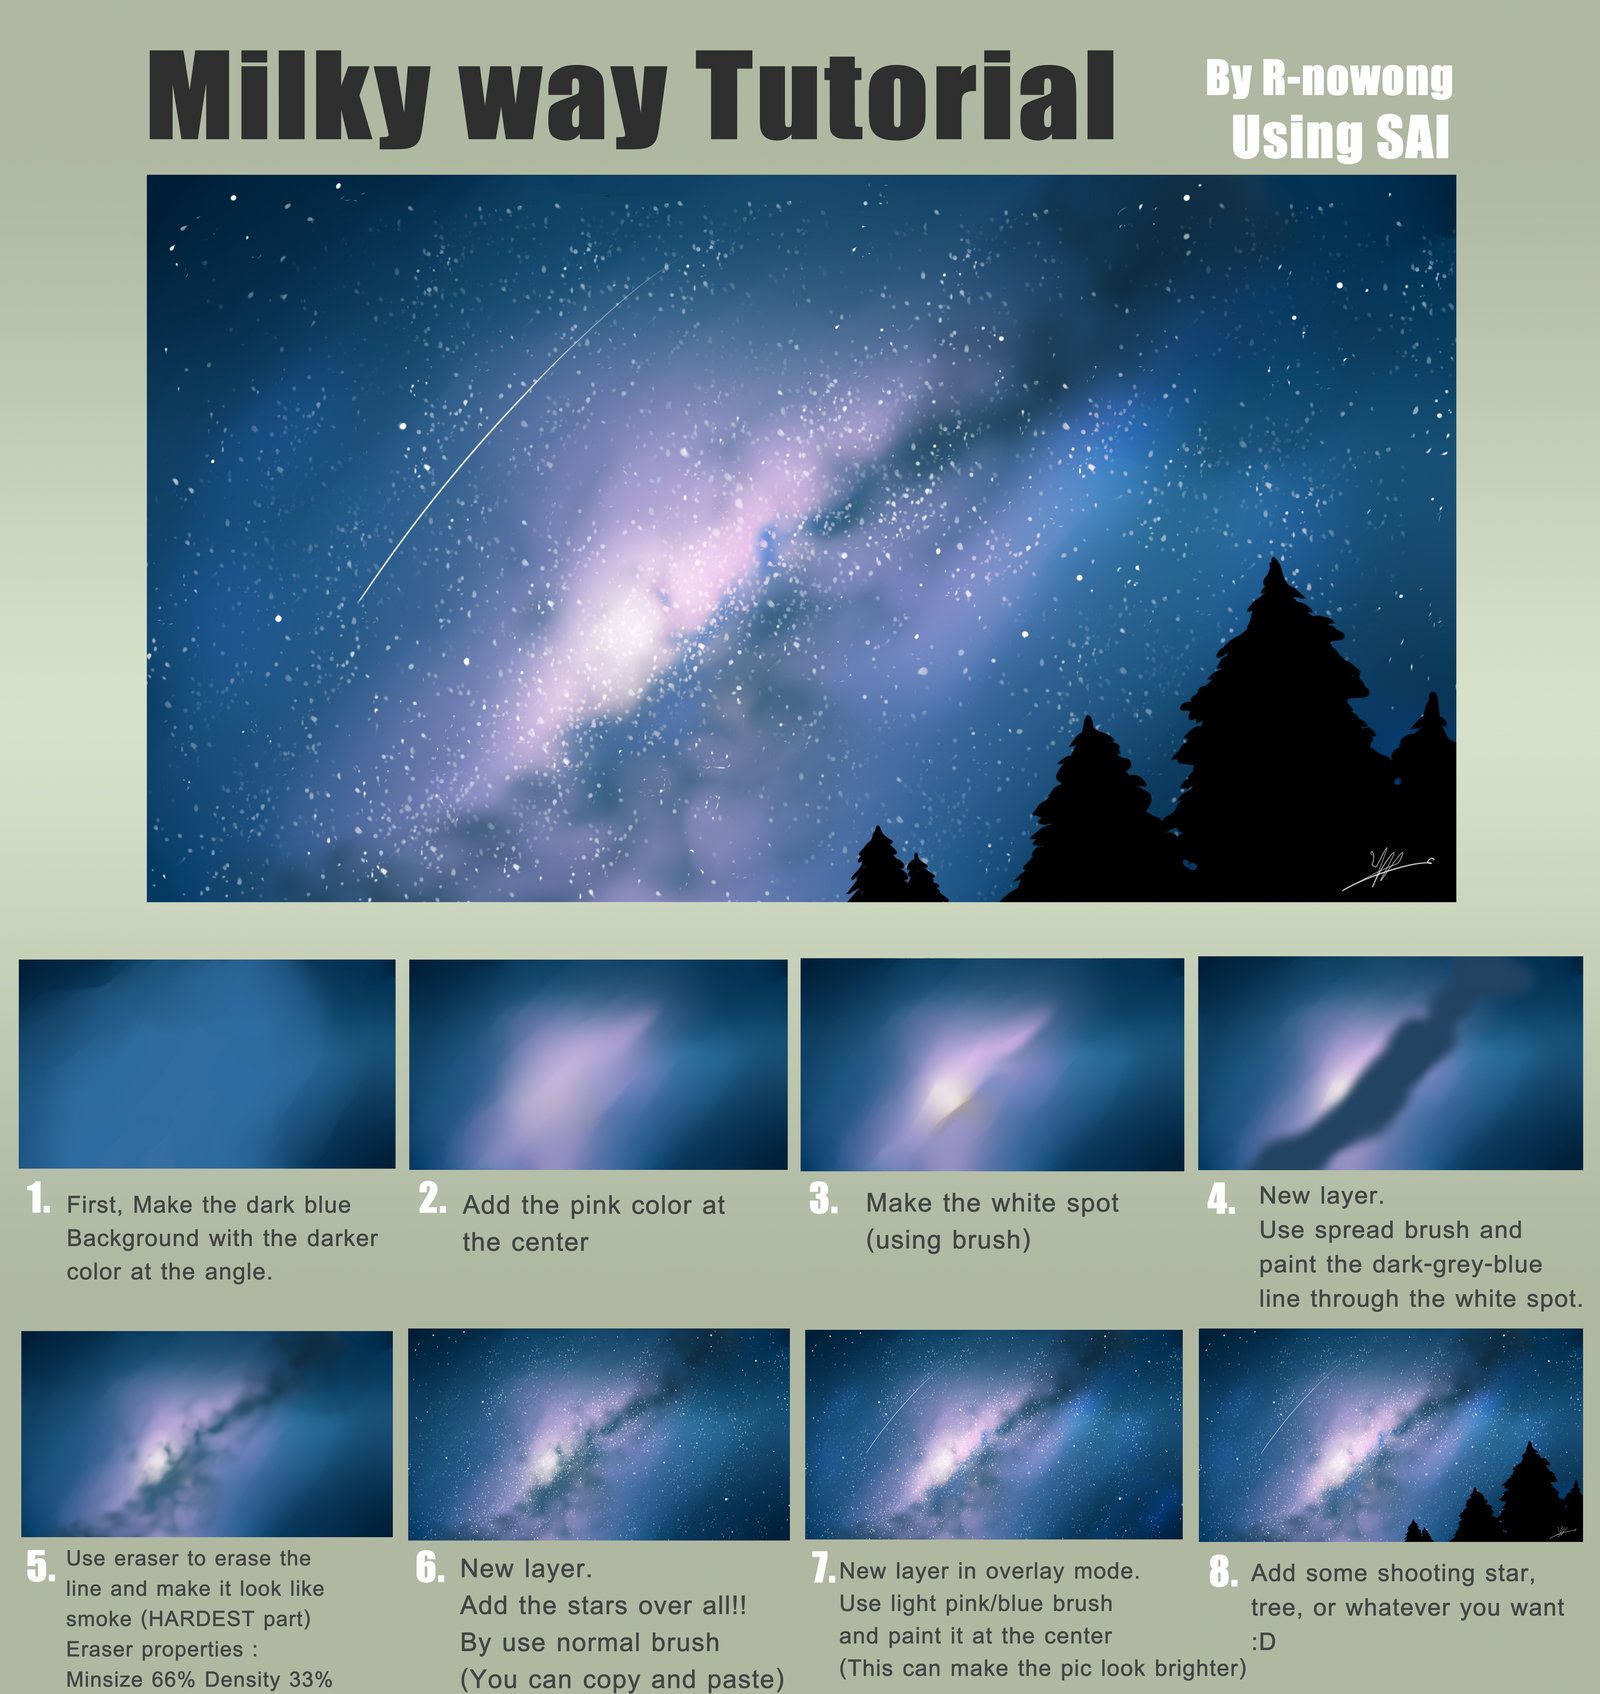 Milky way Tutorial
By R-nowong
Using SAI
1. First, Make the dark blue
Background with the darker
color at the angle.
2. Add the pink color at
the center
3. Make the white spot
(using brush)
4. New layer.
Use spread brush and
paint the dark-grey-blue
line through the white spot.
5. Use eraser to erase the
line and make it look like
smoke (HARDEST part)
Eraser properties :
Minsize 66% Density 33%
6. New layer.
Add the stars over all!!
By use normal brush
(You can copy and paste)
7. New layer in overlay mode.
Use light pink/blue brush
and paint it at the center
(This can make the pic look brighter)
8. Add some shooting star,
tree, or whatever you want
:D